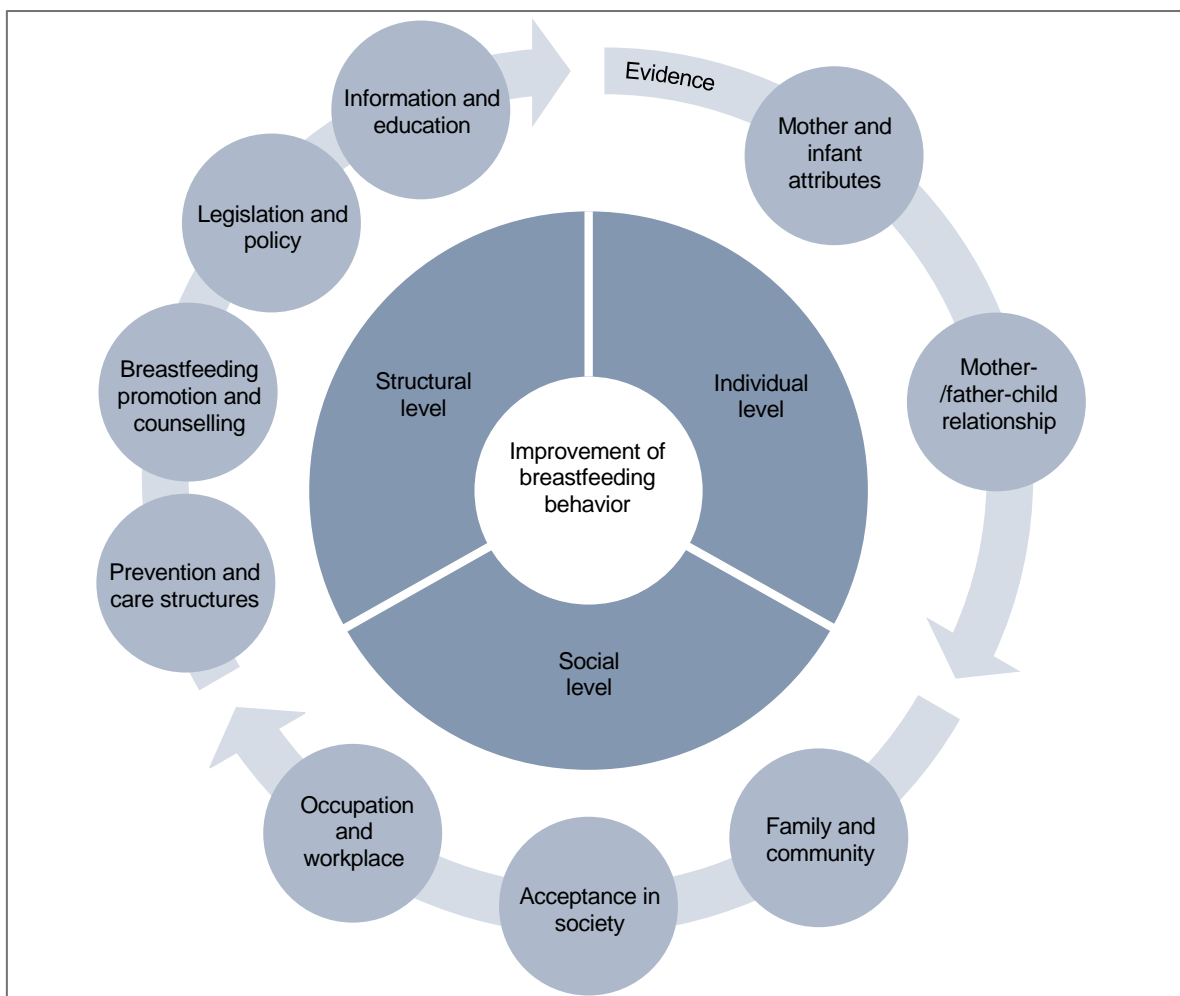 Evidence
Mother and
infant
attributes
Mother-
/father-child
relationship
Family and
community
Acceptance in
society
Occupation
and
workplace
Prevention and
care structures
Breastfeeding
promotion and
counselling
Legislation and
policy
Information and
education
Structural
level
Individual
level
Social
level
Improvement of
breastfeeding
behavior